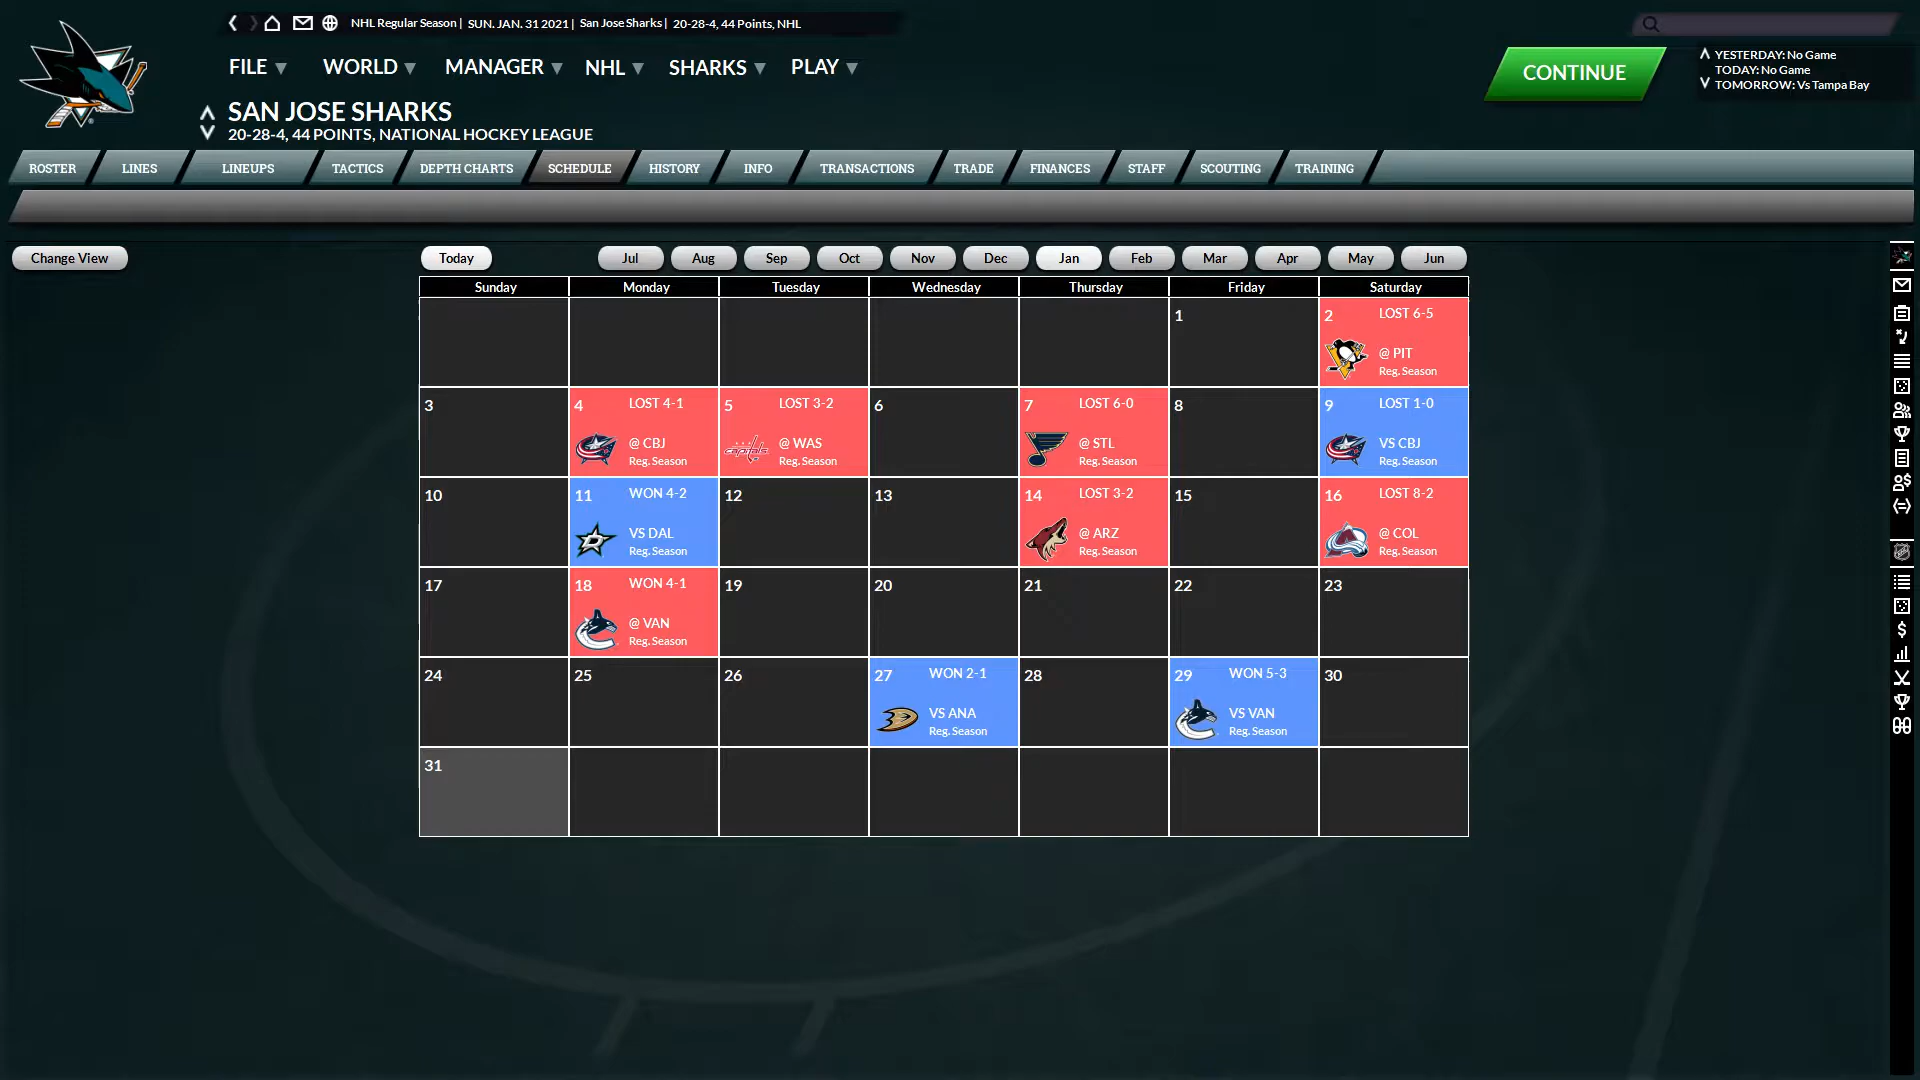 NHL Regular Season | SUN. JAN. 31 2021 | San Jose Sharks | 20-28-4, 44 Points, NHL
FILE WORLD MANAGER NHL SHARKS PLAY
CONTINUE
YESTERDAY: No Game
TODAY: No Game
TOMORROW: Vs Tampa Bay
SAN JOSE SHARKS
20-28-4, 44 POINTS, NATIONAL HOCKEY LEAGUE
ROSTER LINES LINEUPS TACTICS DEPTH CHARTS SCHEDULE HISTORY INFO TRANSACTIONS TRADE FINANCES STAFF SCOUTING TRAINING
Change View Today Jul Aug Sep Oct Nov Dec Jan Feb Mar Apr May Jun
Sunday Monday Tuesday Wednesday Thursday Friday Saturday
1 2 LOST 6-5
@ PIT
Reg. Season
3 4 LOST 4-1 5 LOST 3-2 6 7 LOST 6-0 8 9 LOST 1-0
@ CBJ @ WAS @ STL VS CBJ
Reg. Season Reg. Season Reg. Season Reg. Season
10 11 WON 4-2 12 13 14 LOST 3-2 15 16 LOST 8-2
VS DAL @ ARZ @ COL
Reg. Season Reg. Season Reg. Season
17 18 WON 4-1 19 20 21 22 23
@ VAN
Reg. Season
24 25 26 27 WON 2-1 28 29 WON 5-3 30
VS ANA VS VAN
Reg. Season Reg. Season
31